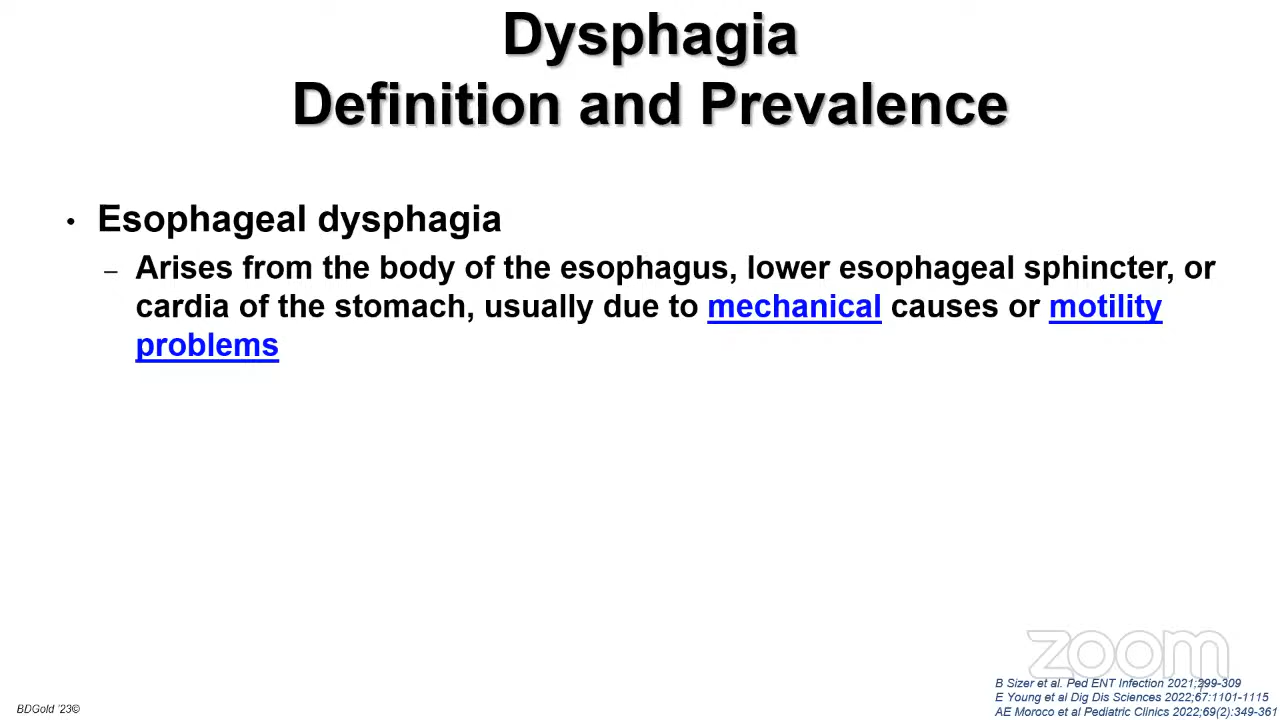 Dysphagia
Definition and Prevalence
• Esophageal dysphagia
– Arises from the body of the esophagus, lower esophageal sphincter, or
cardia of the stomach, usually due to mechanical causes or motility
problems
zoom
B Sizer et al. Ped ENT Infection 2021;299-309
E Young et al Dig Dis Sciences 2022;67:1101-1115
AE Moroco et al Pediatric Clinics 2022;69(2):349-361
BDGold '23©